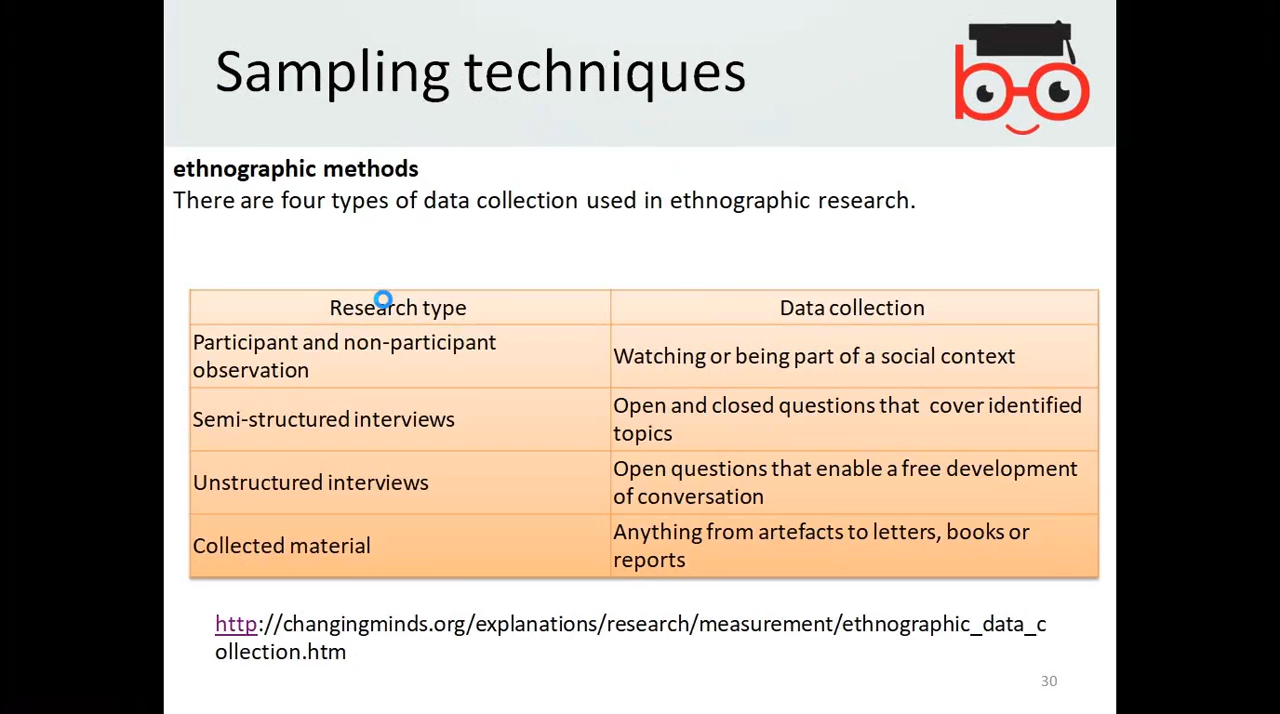 Sampling techniques
ethnographic methods
There are four types of data collection used in ethnographic research.
Research type
Data collection
Participant and non-participant
observation
Watching or being part of a social context
Semi-structured interviews
Open and closed questions that  cover identified
topics
Unstructured interviews
Open questions that enable a free development
of conversation
Collected material
Anything from artefacts to letters, books or
reports
http://changingminds.org/explanations/research/measurement/ethnographic_data_c
ollection.htm
30